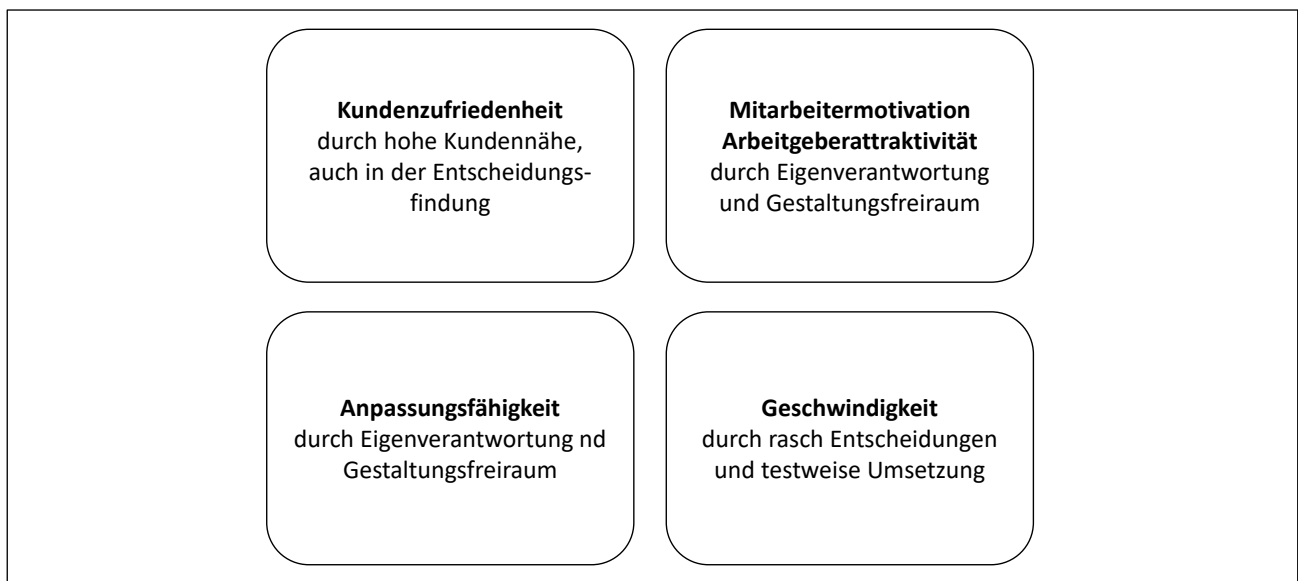 Kundenzufriedenheit
durch hohe Kundennähe,
auch in der Entscheidungs-
findung
Mitarbeitermotivation
Arbeitgeberattraktivität
durch Eigenverantwortung
und Gestaltungsfreiraum
Anpassungsfähigkeit
durch Eigenverantwortung nd
Gestaltungsfreiraum
Geschwindigkeit
durch rasch Entscheidungen
und testweise Umsetzung